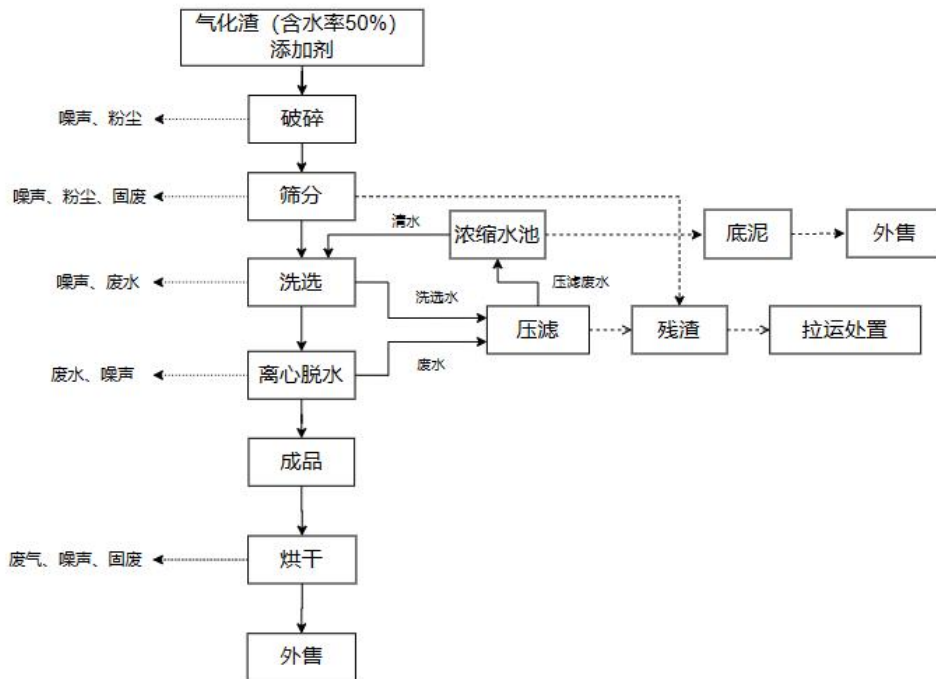 气化渣（含水率50%）
添加剂
噪声、粉尘
破碎
噪声、粉尘、固废
筛分
清水
浓缩水池
底泥
外售
噪声、废水
洗选
洗选水
压滤废水
压滤
残渣
拉运处置
废水、噪声
离心脱水
废水
成品
废气、噪声、固废
烘干
外售